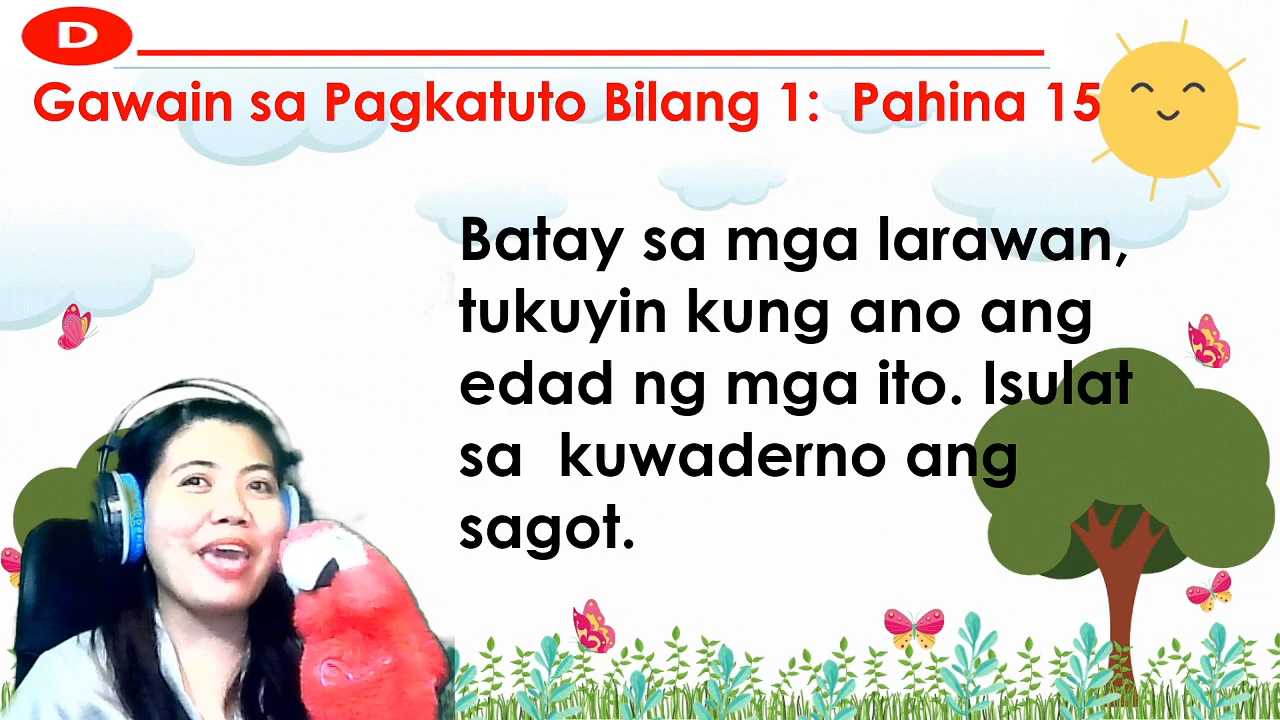 D
Gawain sa Pagkatuto Bilang 1:  Pahina 15
Batay sa mga larawan,
tukuyin kung ano ang
edad ng mga ito. Isulat
sa  kuwaderno ang
sagot.